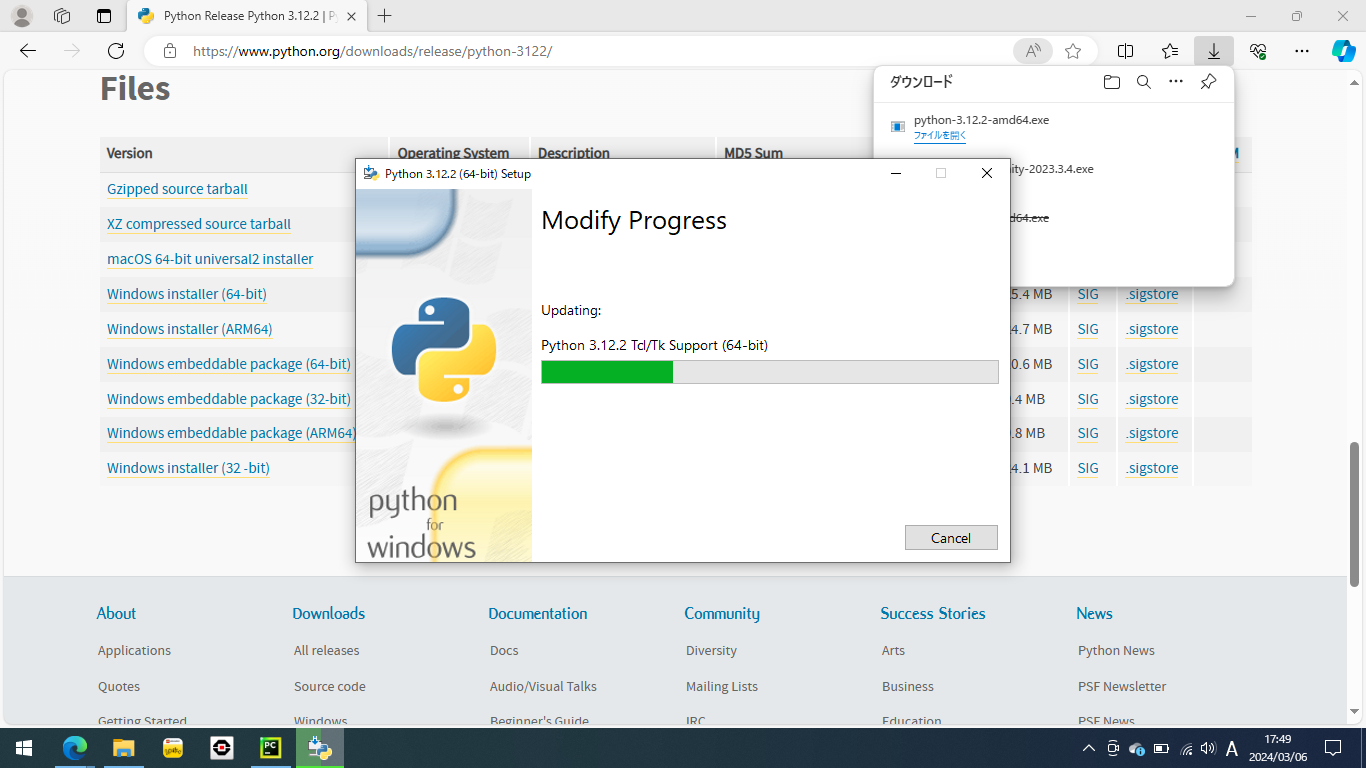 Python Release Python 3.12.2 | Py
https://www.python.org/downloads/release/python-3122/
ダウンロード
python-3.12.2-amd64.exe
ファイルを開く
ity-2023.3.4.exe
d64.exe
Files
Version
Operating System
Description
MD5 Sum
M
Gzipped source tarball
XZ compressed source tarball
macOS 64-bit universal2 installer
Windows installer (64-bit)
5.4 MB
SIG
.sigstore
Windows installer (ARM64)
4.7 MB
SIG
.sigstore
Windows embeddable package (64-bit)
0.6 MB
SIG
.sigstore
Windows embeddable package (32-bit)
.4 MB
SIG
.sigstore
Windows embeddable package (ARM64)
.8 MB
SIG
.sigstore
Windows installer (32 -bit)
4.1 MB
SIG
.sigstore
Python 3.12.2 (64-bit) Setup
Modify Progress
Updating:
Python 3.12.2 Tcl/Tk Support (64-bit)
python
for
windows
Cancel
About
Downloads
Documentation
Community
Success Stories
News
Applications
All releases
Docs
Diversity
Arts
Python News
Quotes
Source code
Audio/Visual Talks
Mailing Lists
Business
PSF Newsletter
Getting Started
Windows
Beginner's Guide
IRC
Education
PSF News
PC
A
17:49
2024/03/06